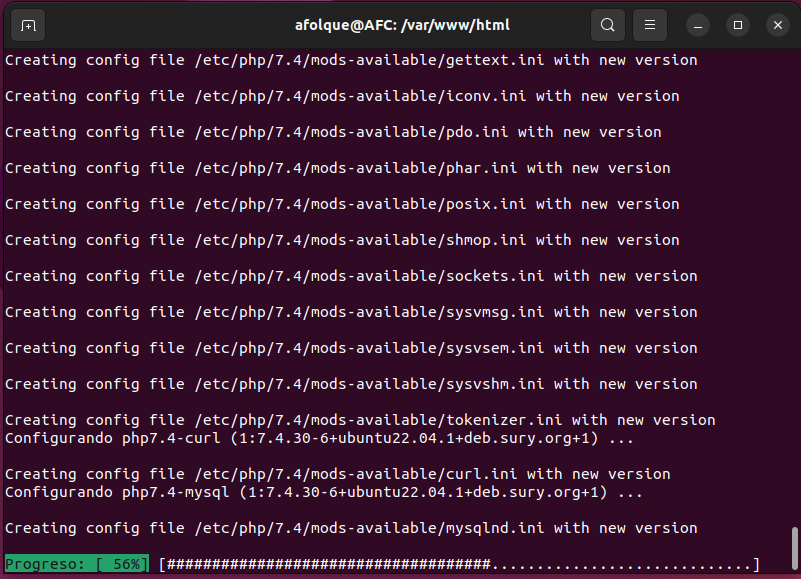 afolque@AFC: /var/www/html
Creating config file /etc/php/7.4/mods-available/gettext.ini with new version
Creating config file /etc/php/7.4/mods-available/iconv.ini with new version
Creating config file /etc/php/7.4/mods-available/pdo.ini with new version
Creating config file /etc/php/7.4/mods-available/phar.ini with new version
Creating config file /etc/php/7.4/mods-available/posix.ini with new version
Creating config file /etc/php/7.4/mods-available/shmop.ini with new version
Creating config file /etc/php/7.4/mods-available/sockets.ini with new version
Creating config file /etc/php/7.4/mods-available/sysvmsg.ini with new version
Creating config file /etc/php/7.4/mods-available/sysvsem.ini with new version
Creating config file /etc/php/7.4/mods-available/sysvshm.ini with new version
Creating config file /etc/php/7.4/mods-available/tokenizer.ini with new version
Configurando php7.4-curl (1:7.4.30-6+ubuntu22.04.1+deb.sury.org+1) ...
Creating config file /etc/php/7.4/mods-available/curl.ini with new version
Configurando php7.4-mysql (1:7.4.30-6+ubuntu22.04.1+deb.sury.org+1) ...
Creating config file /etc/php/7.4/mods-available/mysqlnd.ini with new version
Progreso: [ 56%] [####################################.............................]